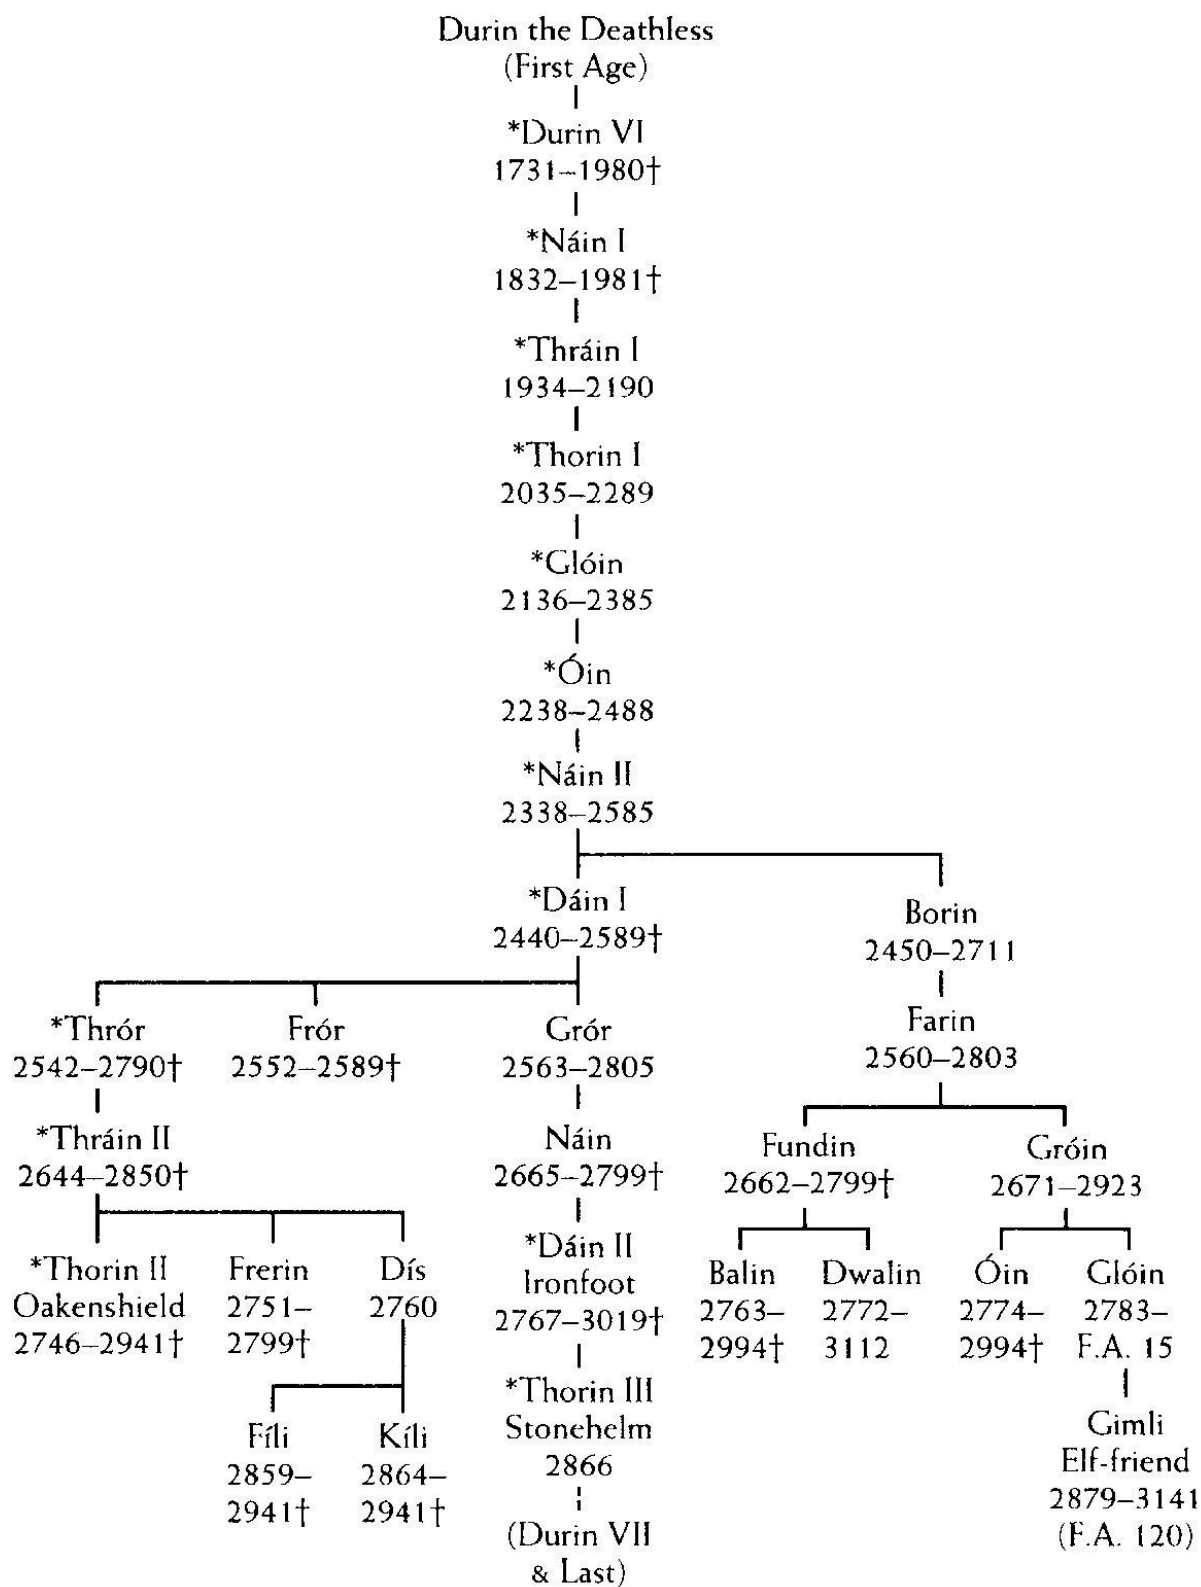 Durin the Deathless
(First Age)
*Durin VI
1731–1980†
*Náin I
1832–1981†
*Thráin I
1934–2190
*Thorin I
2035–2289
*Glóin
2136–2385
*Óin
2238–2488
*Náin II
2338–2585
*Dáin I
2440–2589†
Borin
2450–2711
*Thrór
2542–2790†
Frór
2552–2589†
Grór
2563–2805
Farin
2560–2803
*Thráin II
2644–2850†
Náin
2665–2799†
Fundin
2662–2799†
Gróin
2671–2923
*Thorin II
Oakenshield
2746–2941†
Frerin
2751–
2799†
Dís
2760
*Dáin II
Ironfoot
2767–3019†
Balin
2763–
2994†
Dwalin
2772–
3112
Óin
2774–
2994†
Glóin
2783–
F.A. 15
Fíli
2859–
2941†
Kíli
2864–
2941†
*Thorin III
Stonehelm
2866
Gimli
Elf-friend
2879–3141
(F.A. 120)
(Durin VII
& Last)